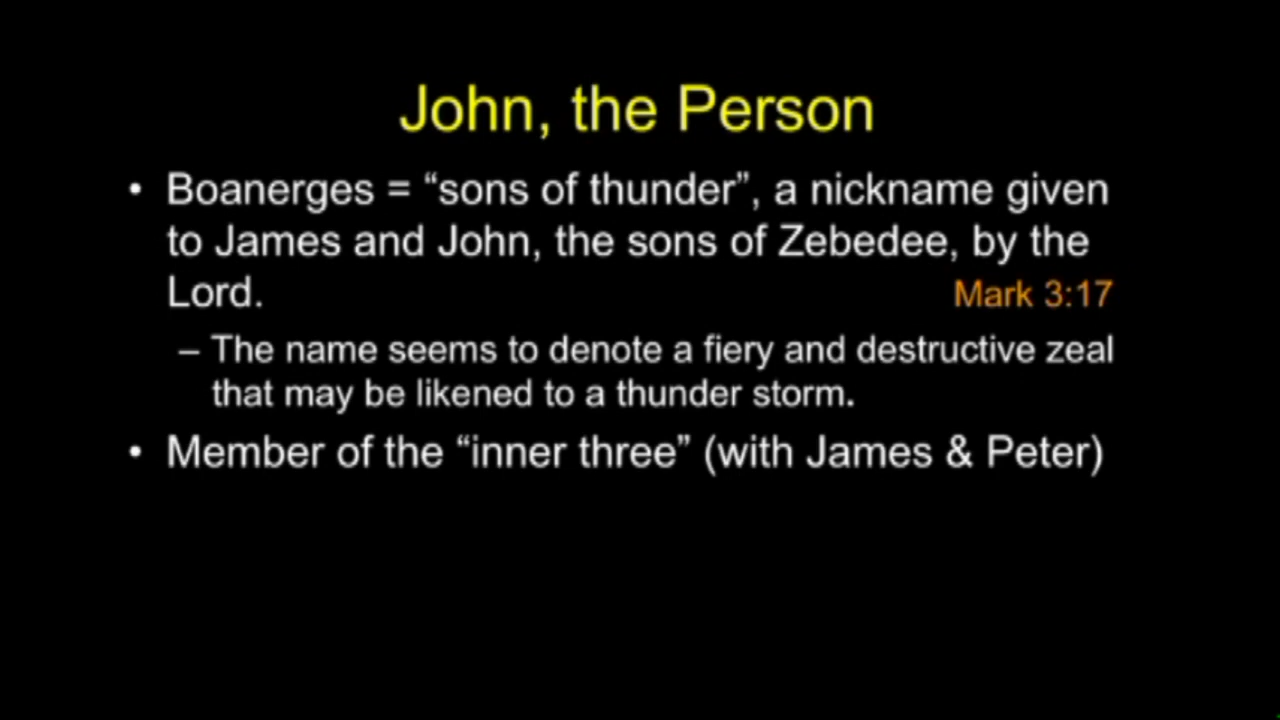 John, the Person
• Boanerges = “sons of thunder”, a nickname given
to James and John, the sons of Zebedee, by the
Lord. Mark 3:17
– The name seems to denote a fiery and destructive zeal
that may be likened to a thunder storm.
• Member of the “inner three” (with James & Peter)